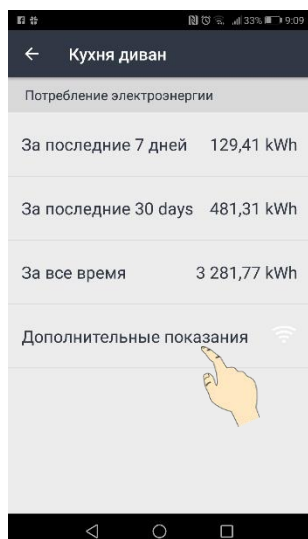 33% 9:09
Кухня диван
Потребление электроэнергии
За последние 7 дней 129,41 kWh
За последние 30 days 481,31 kWh
За все время 3 281,77 kWh
Дополнительные показания